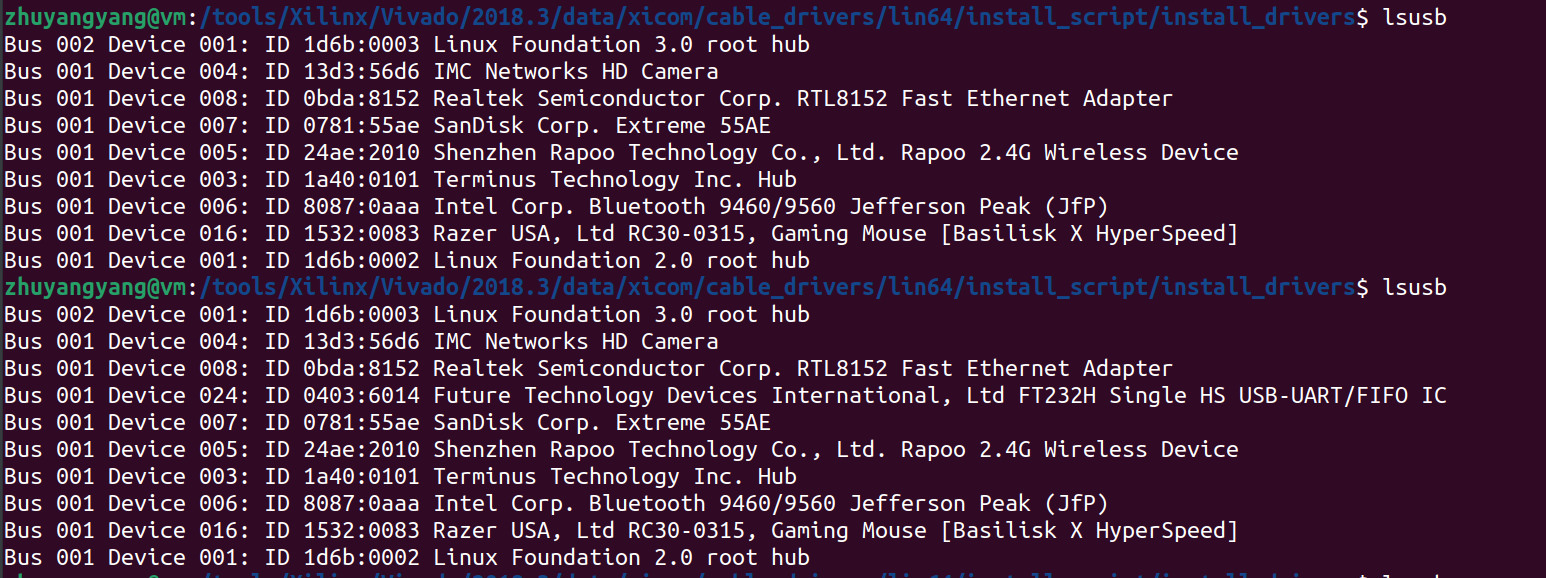 zhuyangyang@vm:/tools/Xilinx/Vivado/2018.3/data/xicom/cable_drivers/lin64/install_script/install_drivers$ lsusb
Bus 002 Device 001: ID 1d6b:0003 Linux Foundation 3.0 root hub
Bus 001 Device 004: ID 13d3:56d6 IMC Networks HD Camera
Bus 001 Device 008: ID 0bda:8152 Realtek Semiconductor Corp. RTL8152 Fast Ethernet Adapter
Bus 001 Device 007: ID 0781:55ae SanDisk Corp. Extreme 55AE
Bus 001 Device 005: ID 24ae:2010 Shenzhen Rapoo Technology Co., Ltd. Rapoo 2.4G Wireless Device
Bus 001 Device 003: ID 1a40:0101 Terminus Technology Inc. Hub
Bus 001 Device 006: ID 8087:0aaa Intel Corp. Bluetooth 9460/9560 Jefferson Peak (JfP)
Bus 001 Device 016: ID 1532:0083 Razer USA, Ltd RC30-0315, Gaming Mouse [Basilisk X HyperSpeed]
Bus 001 Device 001: ID 1d6b:0002 Linux Foundation 2.0 root hub
zhuyangyang@vm:/tools/Xilinx/Vivado/2018.3/data/xicom/cable_drivers/lin64/install_script/install_drivers$ lsusb
Bus 002 Device 001: ID 1d6b:0003 Linux Foundation 3.0 root hub
Bus 001 Device 004: ID 13d3:56d6 IMC Networks HD Camera
Bus 001 Device 008: ID 0bda:8152 Realtek Semiconductor Corp. RTL8152 Fast Ethernet Adapter
Bus 001 Device 024: ID 0403:6014 Future Technology Devices International, Ltd FT232H Single HS USB-UART/FIFO IC
Bus 001 Device 007: ID 0781:55ae SanDisk Corp. Extreme 55AE
Bus 001 Device 005: ID 24ae:2010 Shenzhen Rapoo Technology Co., Ltd. Rapoo 2.4G Wireless Device
Bus 001 Device 003: ID 1a40:0101 Terminus Technology Inc. Hub
Bus 001 Device 006: ID 8087:0aaa Intel Corp. Bluetooth 9460/9560 Jefferson Peak (JfP)
Bus 001 Device 016: ID 1532:0083 Razer USA, Ltd RC30-0315, Gaming Mouse [Basilisk X HyperSpeed]
Bus 001 Device 001: ID 1d6b:0002 Linux Foundation 2.0 root hub